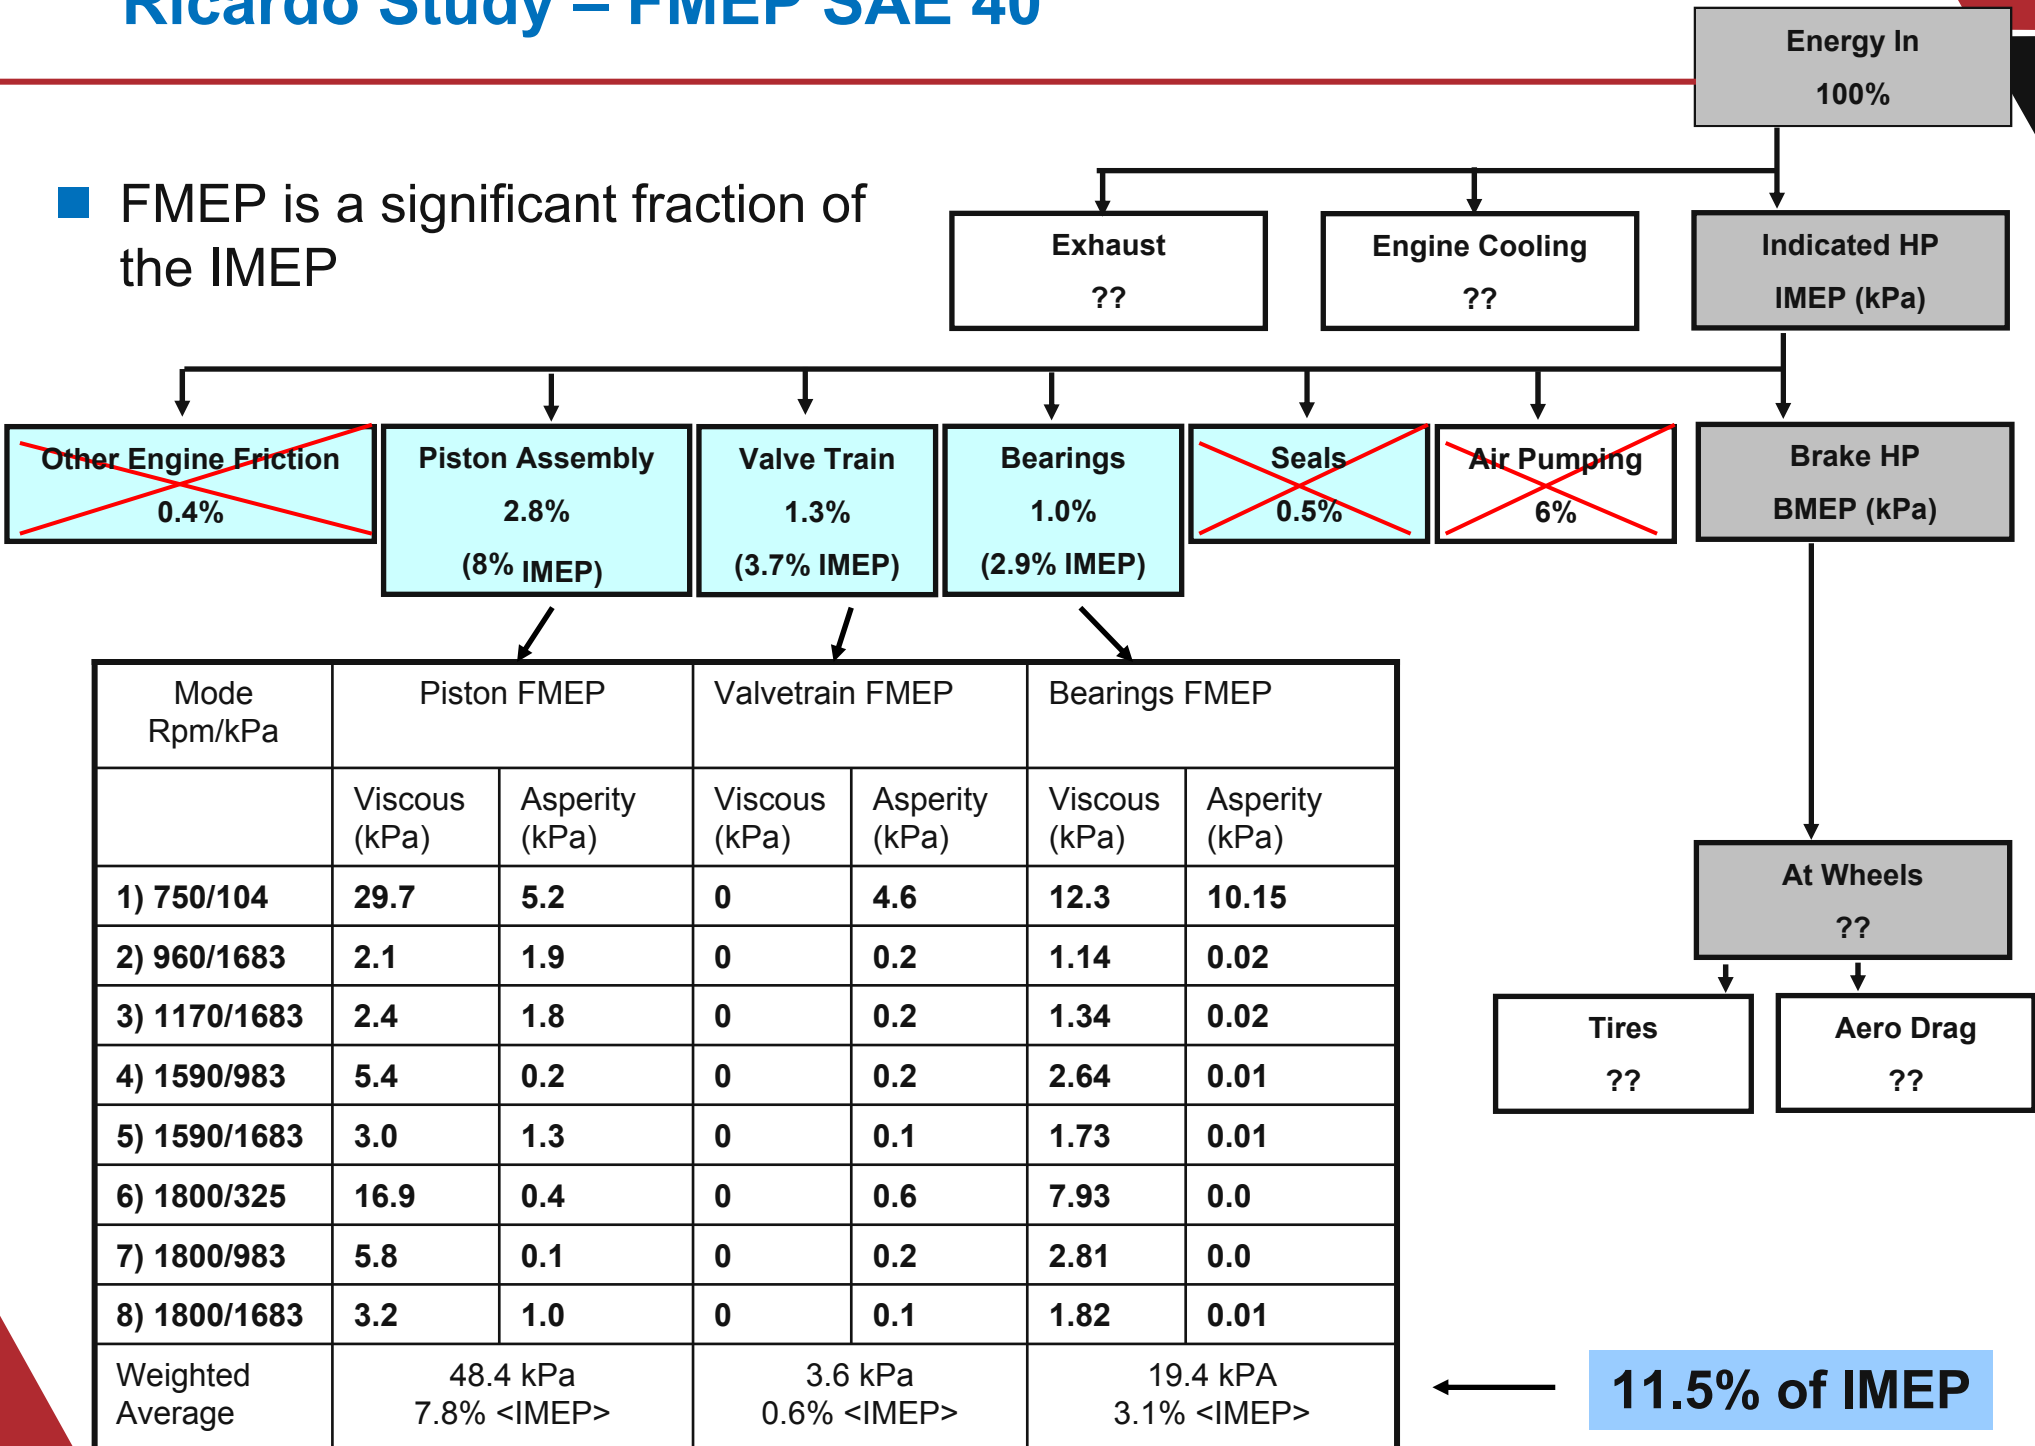 Ricardo Study – FMEP SAE 40
Energy In
100%
FMEP is a significant fraction of
the IMEP
Exhaust
??
Engine Cooling
??
Indicated HP
IMEP (kPa)
Other Engine Friction
0.4%
Piston Assembly
2.8%
(8% IMEP)
Valve Train
1.3%
(3.7% IMEP)
Bearings
1.0%
(2.9% IMEP)
Seals
0.5%
Air Pumping
6%
Brake HP
BMEP (kPa)
At Wheels
??
Tires
??
Aero Drag
??
Mode Piston FMEP Valvetrain FMEP Bearings FMEP
Rpm/kPa
Viscous Asperity Viscous Asperity Viscous Asperity
(kPa) (kPa) (kPa) (kPa) (kPa) (kPa)
1) 750/104 29.7 5.2 0 4.6 12.3 10.15
2) 960/1683 2.1 1.9 0 0.2 1.14 0.02
3) 1170/1683 2.4 1.8 0 0.2 1.34 0.02
4) 1590/983 5.4 0.2 0 0.2 2.64 0.01
5) 1590/1683 3.0 1.3 0 0.1 1.73 0.01
6) 1800/325 16.9 0.4 0 0.6 7.93 0.0
7) 1800/983 5.8 0.1 0 0.2 2.81 0.0
8) 1800/1683 3.2 1.0 0 0.1 1.82 0.01
Weighted 48.4 kPa 3.6 kPa 19.4 kPA
Average 7.8% <IMEP> 0.6% <IMEP> 3.1% <IMEP>
11.5% of IMEP